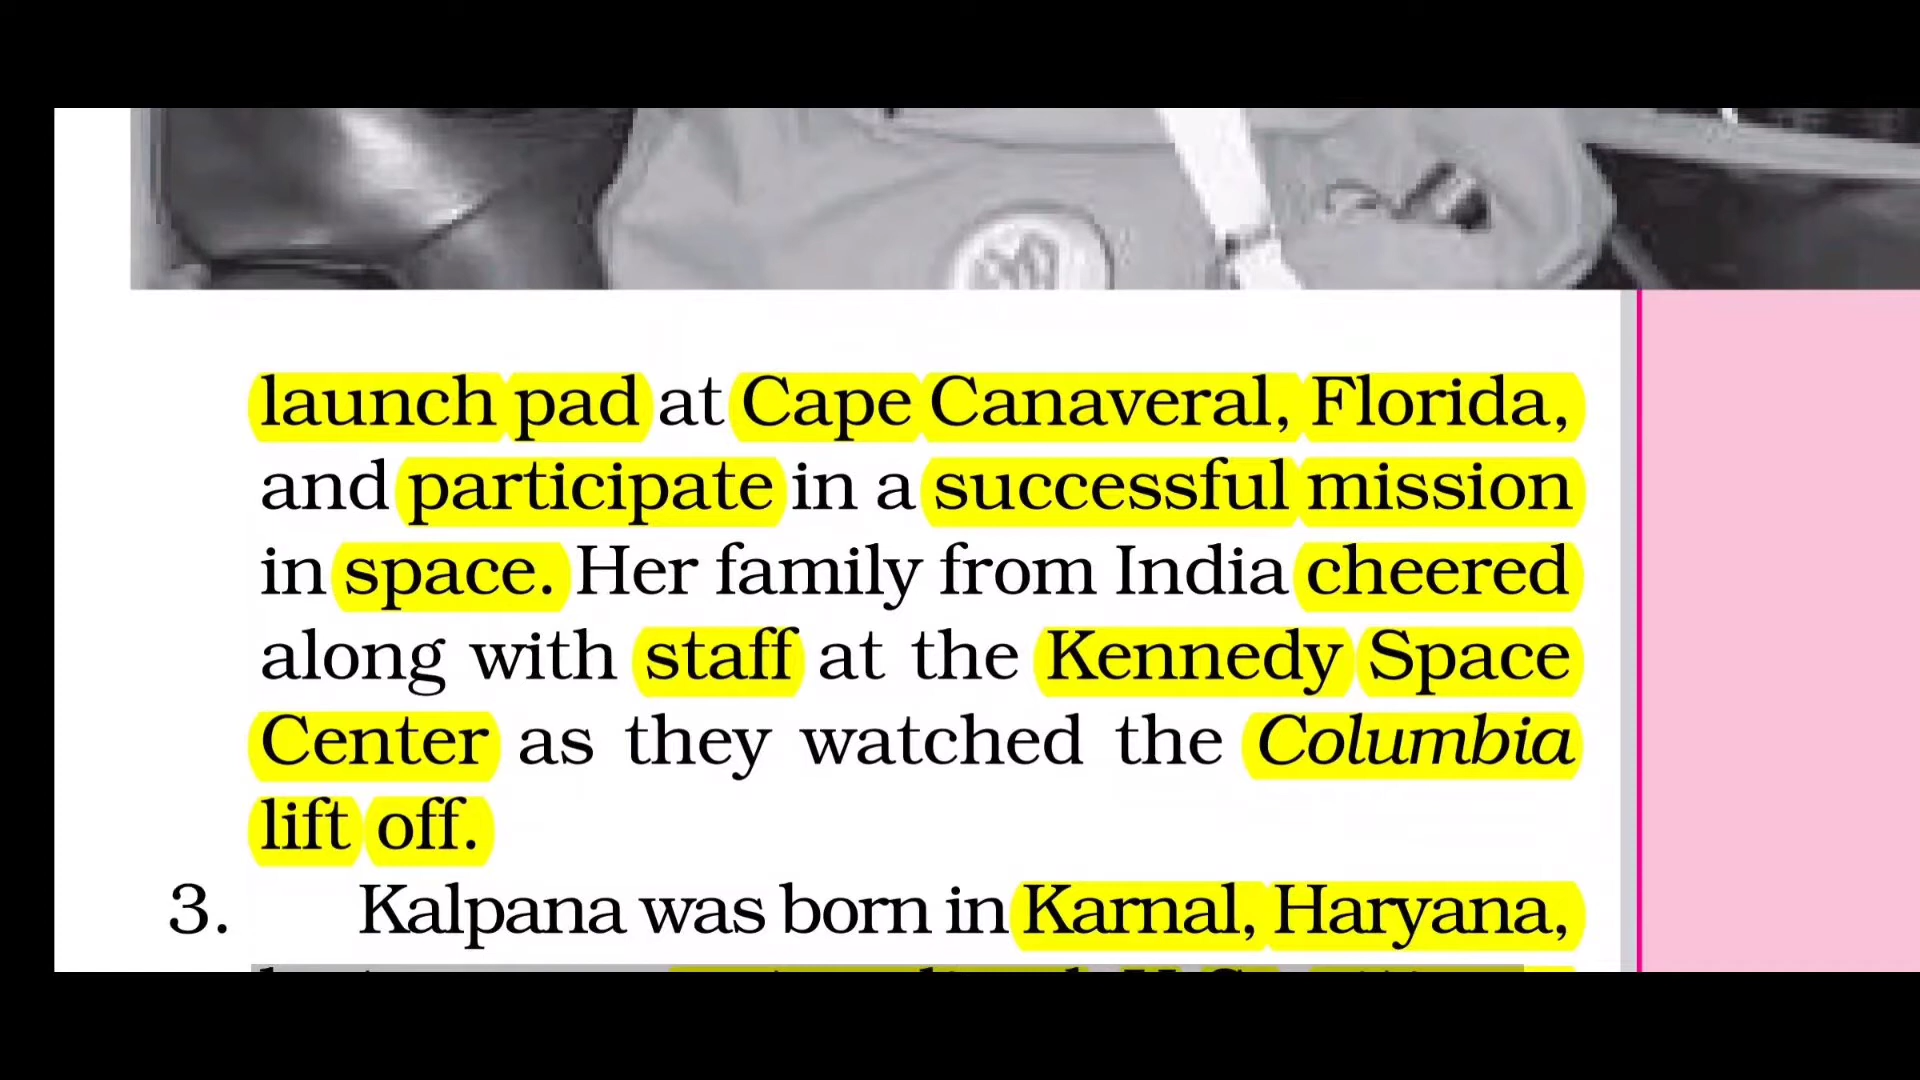 launch pad at Cape Canaveral, Florida,
and participate in a successful mission
in space. Her family from India cheered
along with staff at the Kennedy Space
Center as they watched the Columbia
lift off.
3. Kalpana was born in Karnal, Haryana,